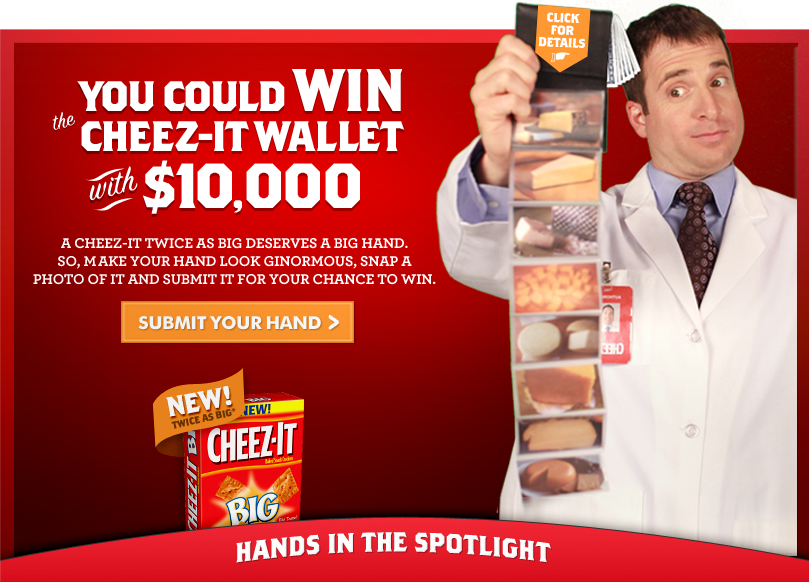 CLICK
FOR
DETAILS
YOU COULD WIN
the CHEEZ-IT WALLET
with $10,000
A CHEEZ-IT TWICE AS BIG DESERVES A BIG HAND.
SO, MAKE YOUR HAND LOOK GINORMOUS, SNAP A
PHOTO OF IT AND SUBMIT IT FOR YOUR CHANCE TO WIN.
SUBMIT YOUR HAND >
NEW!
TWICE AS BIG*
NEW!
CHEEZ-IT
CHEEZ-IT
BIG
HANDS IN THE SPOTLIGHT